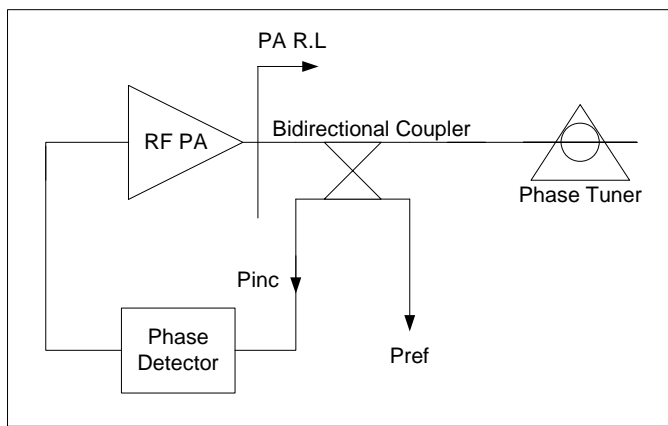 PA R.L
RF PA
Bidirectional Coupler
Phase Tuner
Pinc
Phase
Detector
Pref